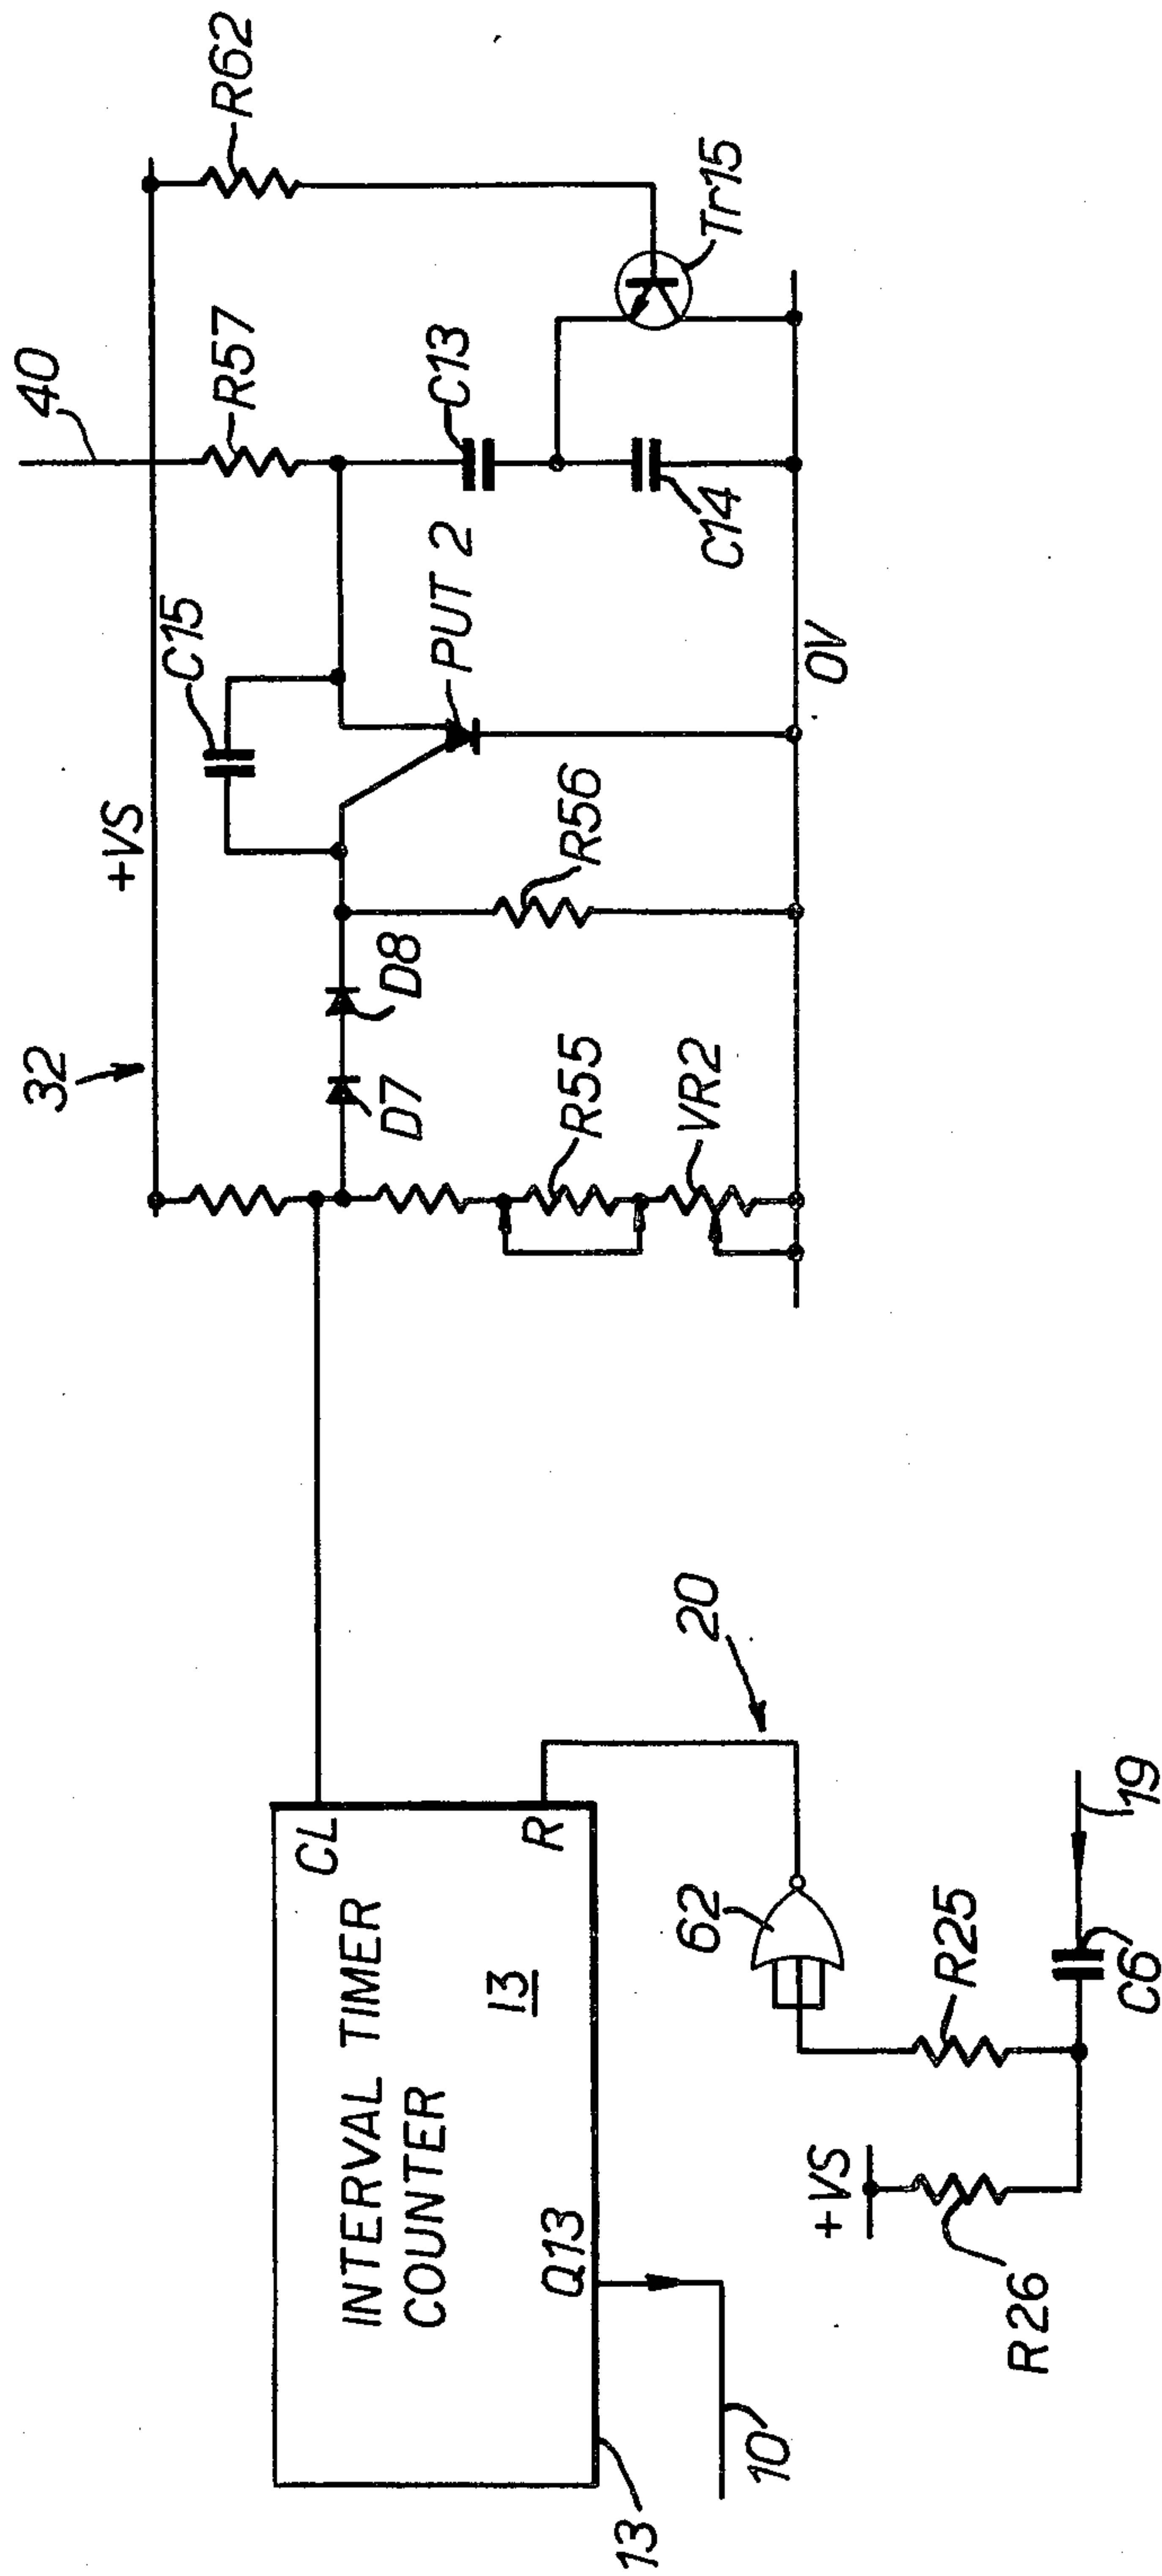 32
+VS
40
C15
R57
R62
D7
D8
PUT 2
C13
R55
VR2
R56
C14
Tr15
0V
INTERVAL TIMER
COUNTER
13
CL
R
Q13
13
10
62
20
+VS
R26
R25
C6
19